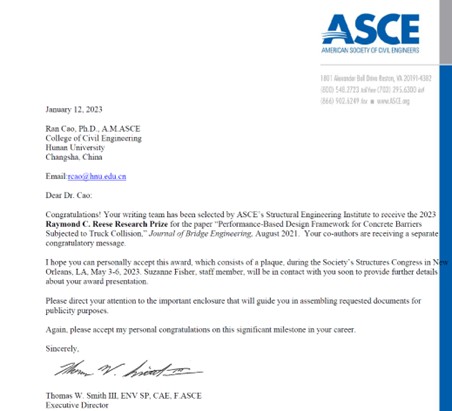 ASCE
AMERICAN SOCIETY OF CIVIL ENGINEERS
1801 Alexander Bell Drive Reston, VA 20191-4382
(800) 548.2723 toll free (703) 295.6300 intl
(866) 902.6249 fax ■ www.ASCE.org
January 12, 2023
Ran Cao, Ph.D., A.M.ASCE
College of Civil Engineering
Hunan University
Changsha, China
Email:rcao@hnu.edu.cn
Dear Dr. Cao:
Congratulations! Your writing team has been selected by ASCE's Structural Engineering Institute to receive the 2023
Raymond C. Reese Research Prize for the paper “Performance-Based Design Framework for Concrete Barriers
Subjected to Truck Collision,” Journal of Bridge Engineering, August 2021. Your co-authors are receiving a separate
congratulatory message.
I hope you can personally accept this award, which consists of a plaque, during the Society's Structures Congress in New
Orleans, LA, May 3-6, 2023. Suzanne Fisher, staff member, will be in contact with you soon to provide further details
about your award presentation.
Please direct your attention to the important enclosure that will guide you in assembling requested documents for
publicity purposes.
Again, please accept my personal congratulations on this significant milestone in your career.
Sincerely,
Thomas W. Smith III
Thomas W. Smith III, ENV SP, CAE, F.ASCE
Executive Director